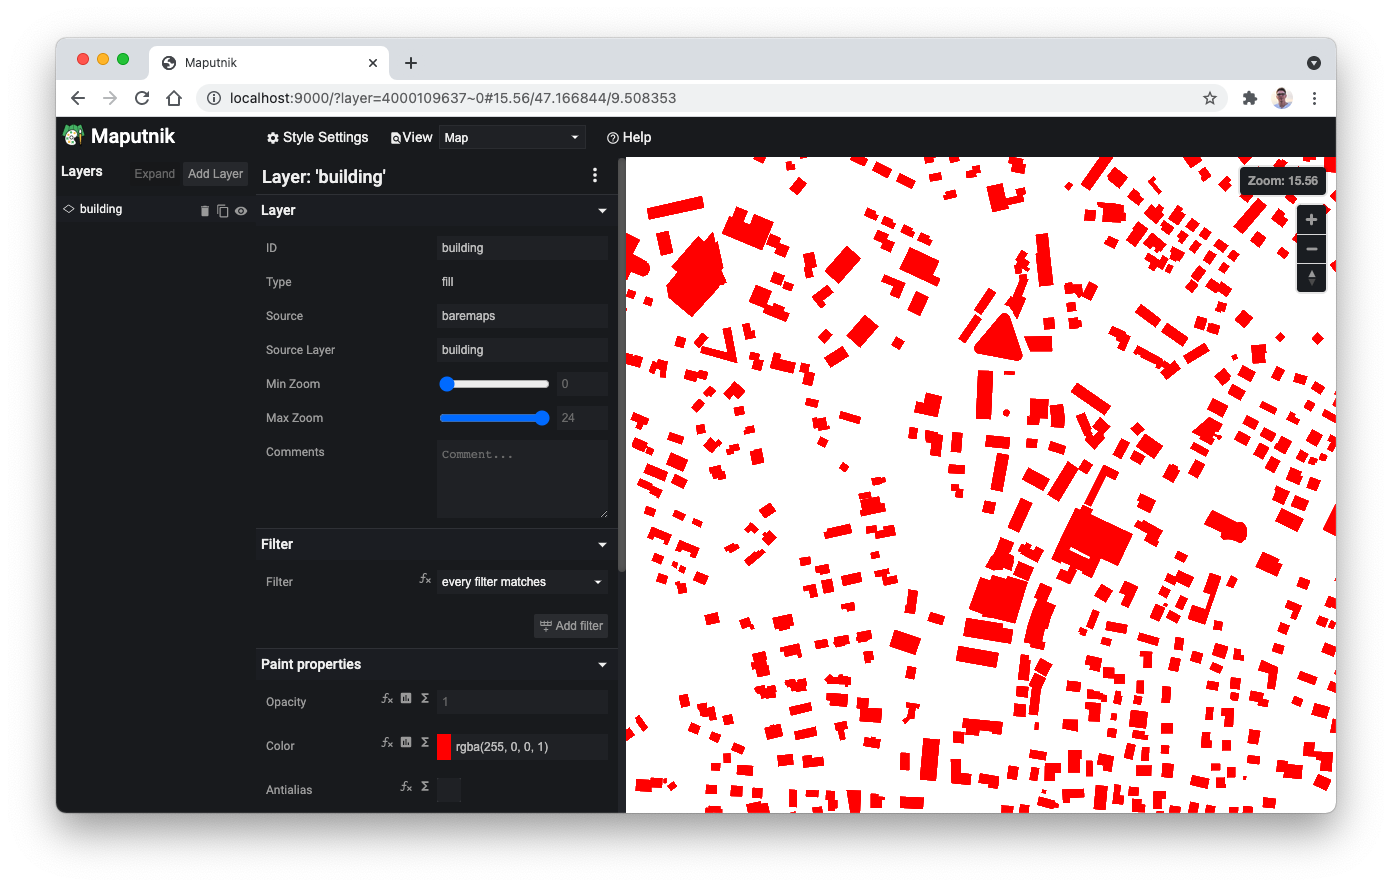 Maputnik
localhost:9000/?layer=4000109637~0#15.56/47.166844/9.508353
Maputnik
Style Settings
View
Map
Help
Layers
Expand
Add Layer
building
Layer: 'building'
Layer
ID
building
Type
fill
Source
baremaps
Source Layer
building
Min Zoom
0
Max Zoom
24
Comments
Comment...
Filter
Filter
every filter matches
Add filter
Paint properties
Opacity
1
Color
rgba(255, 0, 0, 1)
Antialias
Zoom: 15.56